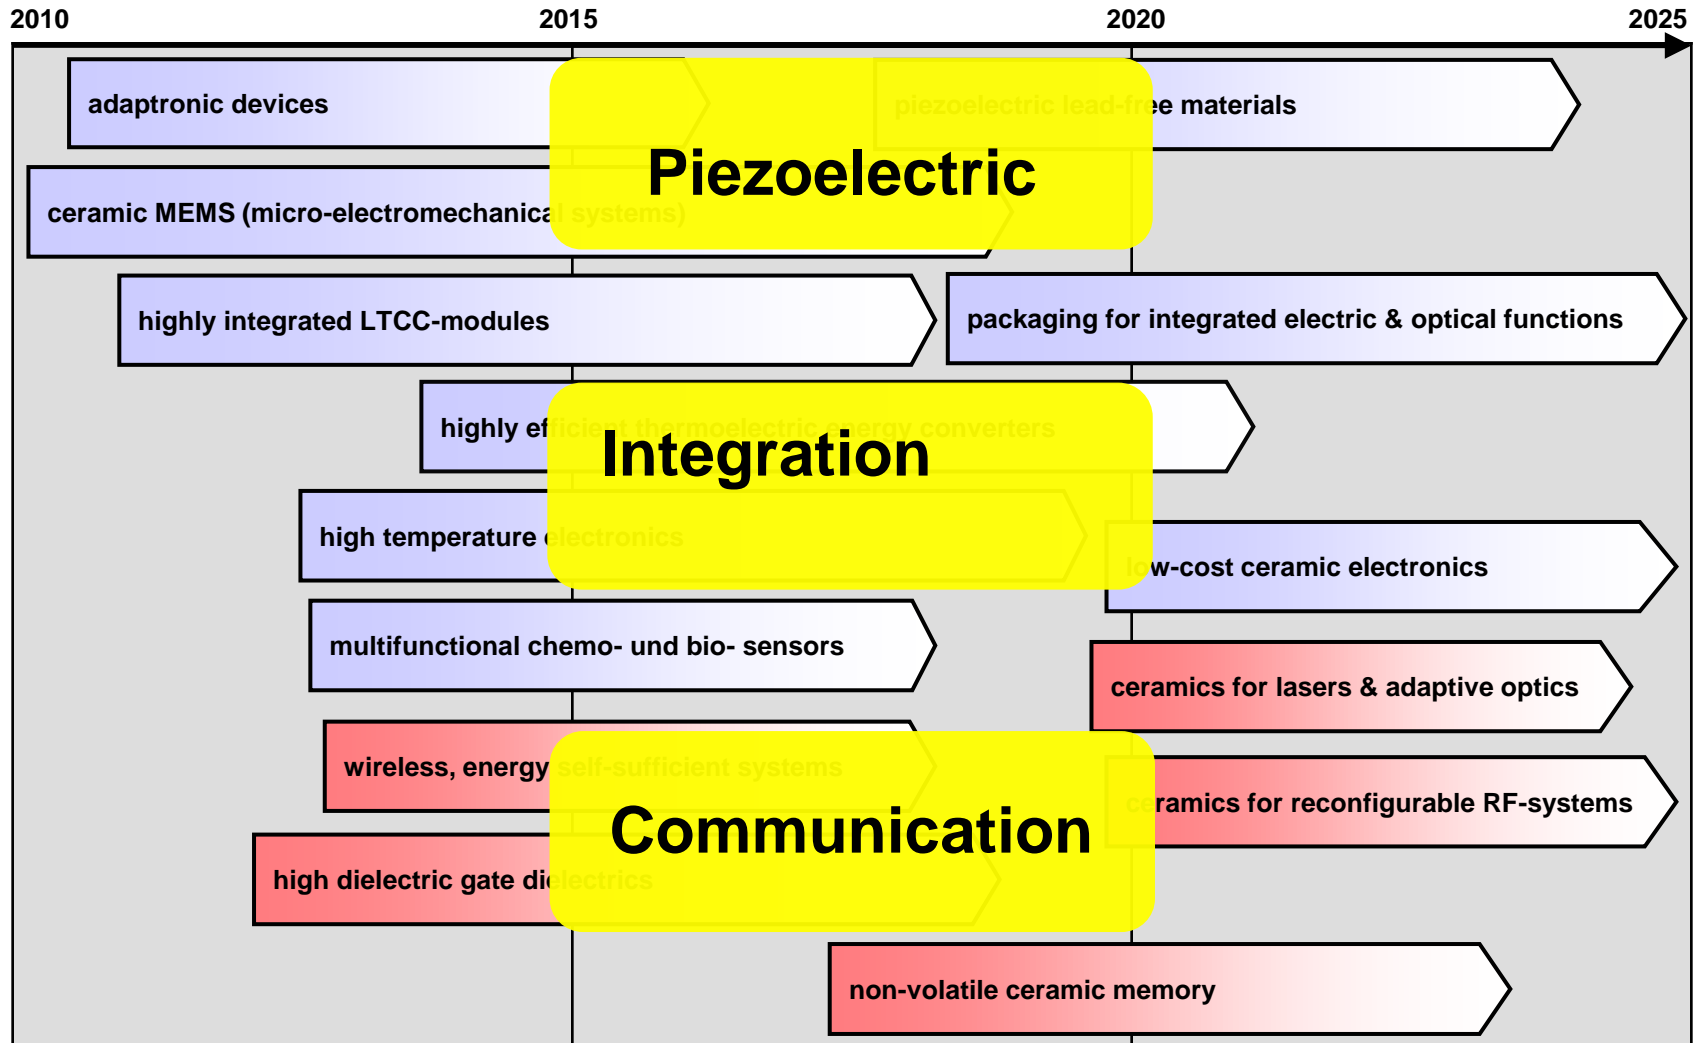 2010 2015 2020 2025
adaptronic devices
piezoelectric lead-free materials
Piezoelectric
ceramic MEMS (micro-electromechanical systems)
highly integrated LTCC-modules
packaging for integrated electric & optical functions
highly efficient thermoelectric energy converters
Integration
high temperature electronics
low-cost ceramic electronics
multifunctional chemo- und bio- sensors
ceramics for lasers & adaptive optics
wireless, energy self-sufficient systems
ceramics for reconfigurable RF-systems
Communication
high dielectric gate dielectrics
non-volatile ceramic memory